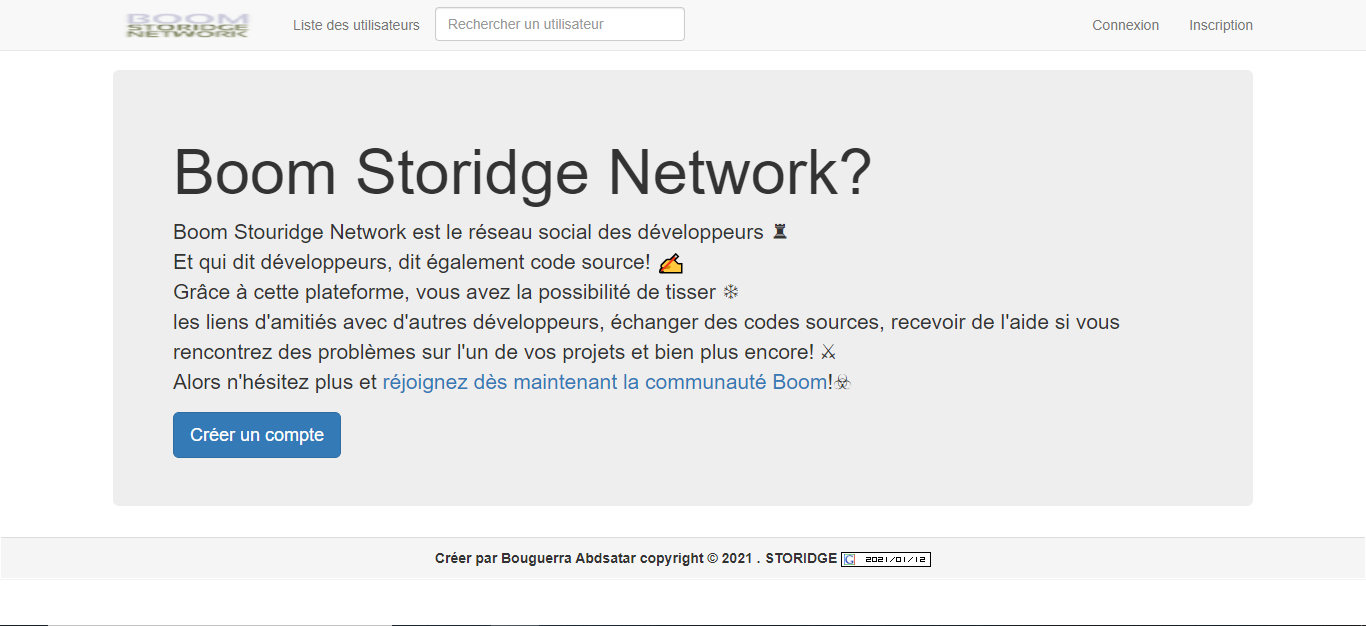 BOOM
STORIDGE
NETWORK
Liste des utilisateurs
Rechercher un utilisateur
Connexion
Inscription
Boom Storidge Network?
Boom Stouridge Network est le réseau social des développeurs ♜
Et qui dit développeurs, dit également code source! ✍
Grâce à cette plateforme, vous avez la possibilité de tisser ❄
les liens d'amitiés avec d'autres développeurs, échanger des codes sources, recevoir de l'aide si vous
rencontrez des problèmes sur l'un de vos projets et bien plus encore! ⚔
Alors n'hésitez plus et réjoignez dès maintenant la communauté Boom!☣
Créer un compte
Créer par Bouguerra Abdsatar copyright © 2021 . STORIDGE G 2021/01/12